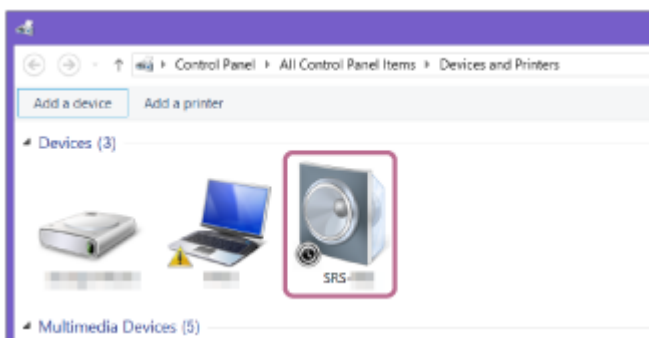 Control Panel All Control Panel Items Devices and Printers
Add a device Add a printer
Devices (3)
SRS-
Multimedia Devices (5)